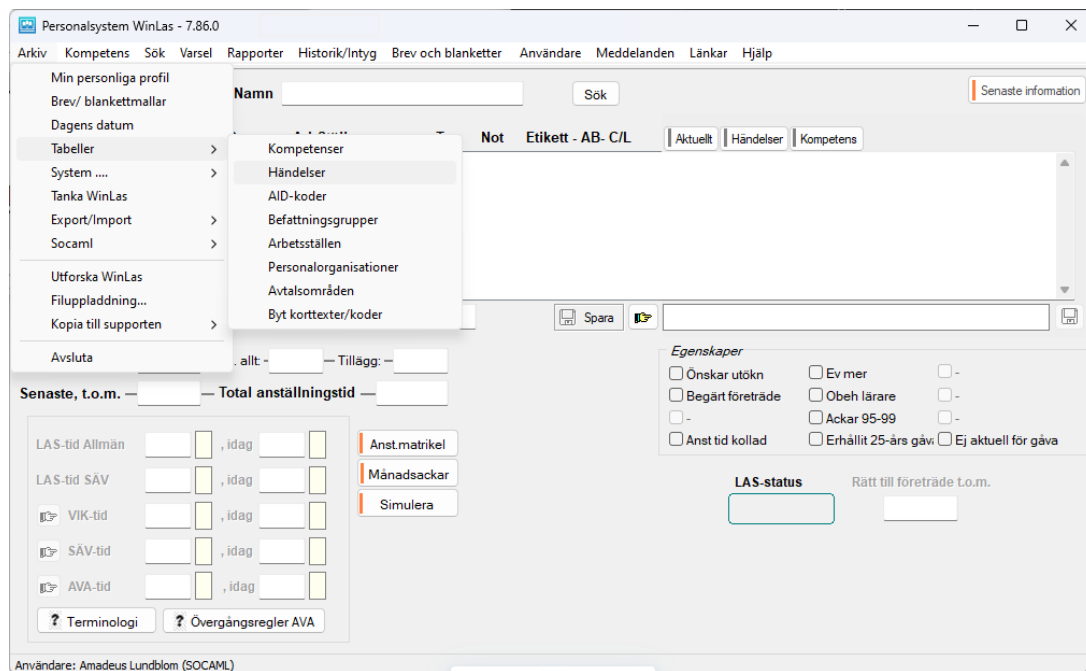 Personalsystem WinLas - 7.86.0
Arkiv Kompetens Sök Varsel Rapporter Historik/Intyg Brev och blanketter Användare Meddelanden Länkar Hjälp
Min personliga profil
Brev/ blankettmallar
Dagens datum
Tabeller
System ....
Tanka WinLas
Export/Import
Socaml
Utforska WinLas
Filuppladdning...
Kopia till supporten
Avsluta
Kompetenser
Händelser
AID-koder
Befattningsgrupper
Arbetsställen
Personalorganisationer
Avtalsområden
Byt korttexter/koder
Namn Sök Senaste information
Not Etikett - AB- C/L Aktuellt Händelser Kompetens
Spara
. allt: - — Tillägg: —
Senaste, t.o.m. — — Total anställningstid —
Egenskaper
Önskar utökn Ev mer -
Begärt företräde Obeh lärare -
- Ackar 95-99
Anst tid kollad Erhållit 25-års gåv Ej aktuell för gåva
LAS-tid Allmän , idag
LAS-tid SÄV , idag
VIK-tid , idag
SÄV-tid , idag
AVA-tid , idag
? Terminologi ? Övergångsregler AVA
Anst.matrikel
Månadsackar
Simulera
LAS-status Rätt till företräde t.o.m.
Användare: Amadeus Lundblom (SOCAML)